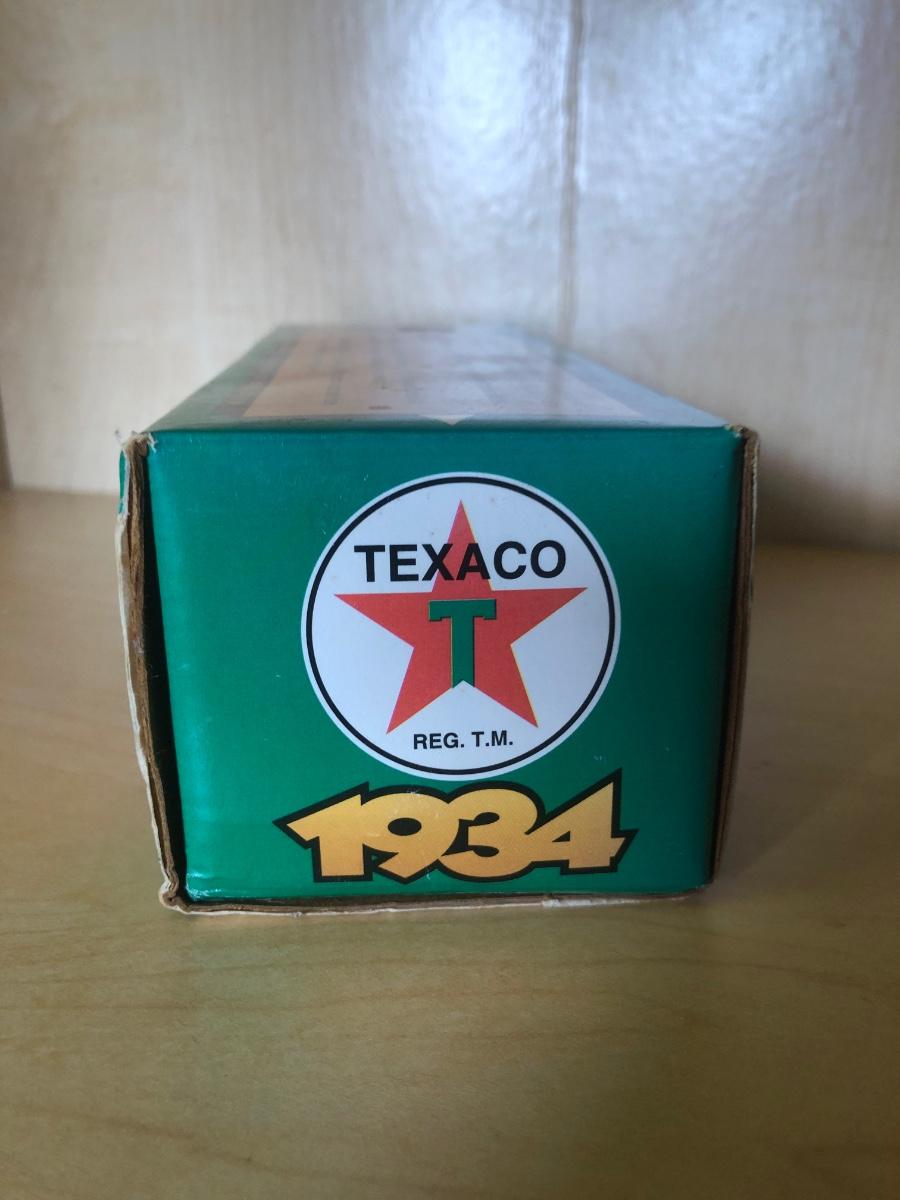 TEXACO
T
REG. T.M.
1934